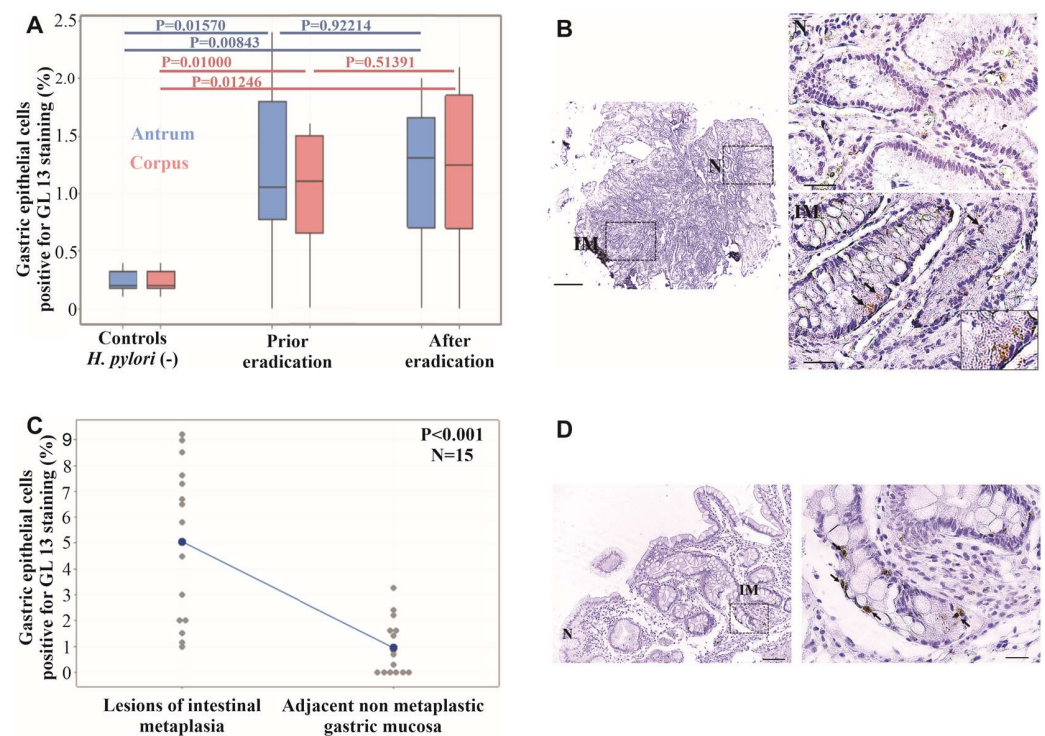 A
Gastric epithelial cells
positive for GL 13 staining (%)
2.5
2.0
1.5
1.0
0.5
0
P=0.01570
P=0.92214
P=0.00843
P=0.01000
P=0.51391
P=0.01246
Antrum
Corpus
Controls
H. pylori (-)
Prior
eradication
After
eradication
B
N
IM
N
IM
C
Gastric epithelial cells
positive for GL 13 staining (%)
9
8
7
6
5
4
3
2
1
0
P<0.001
N=15
Lesions of intestinal
metaplasia
Adjacent non metaplastic
gastric mucosa
D
N
IM